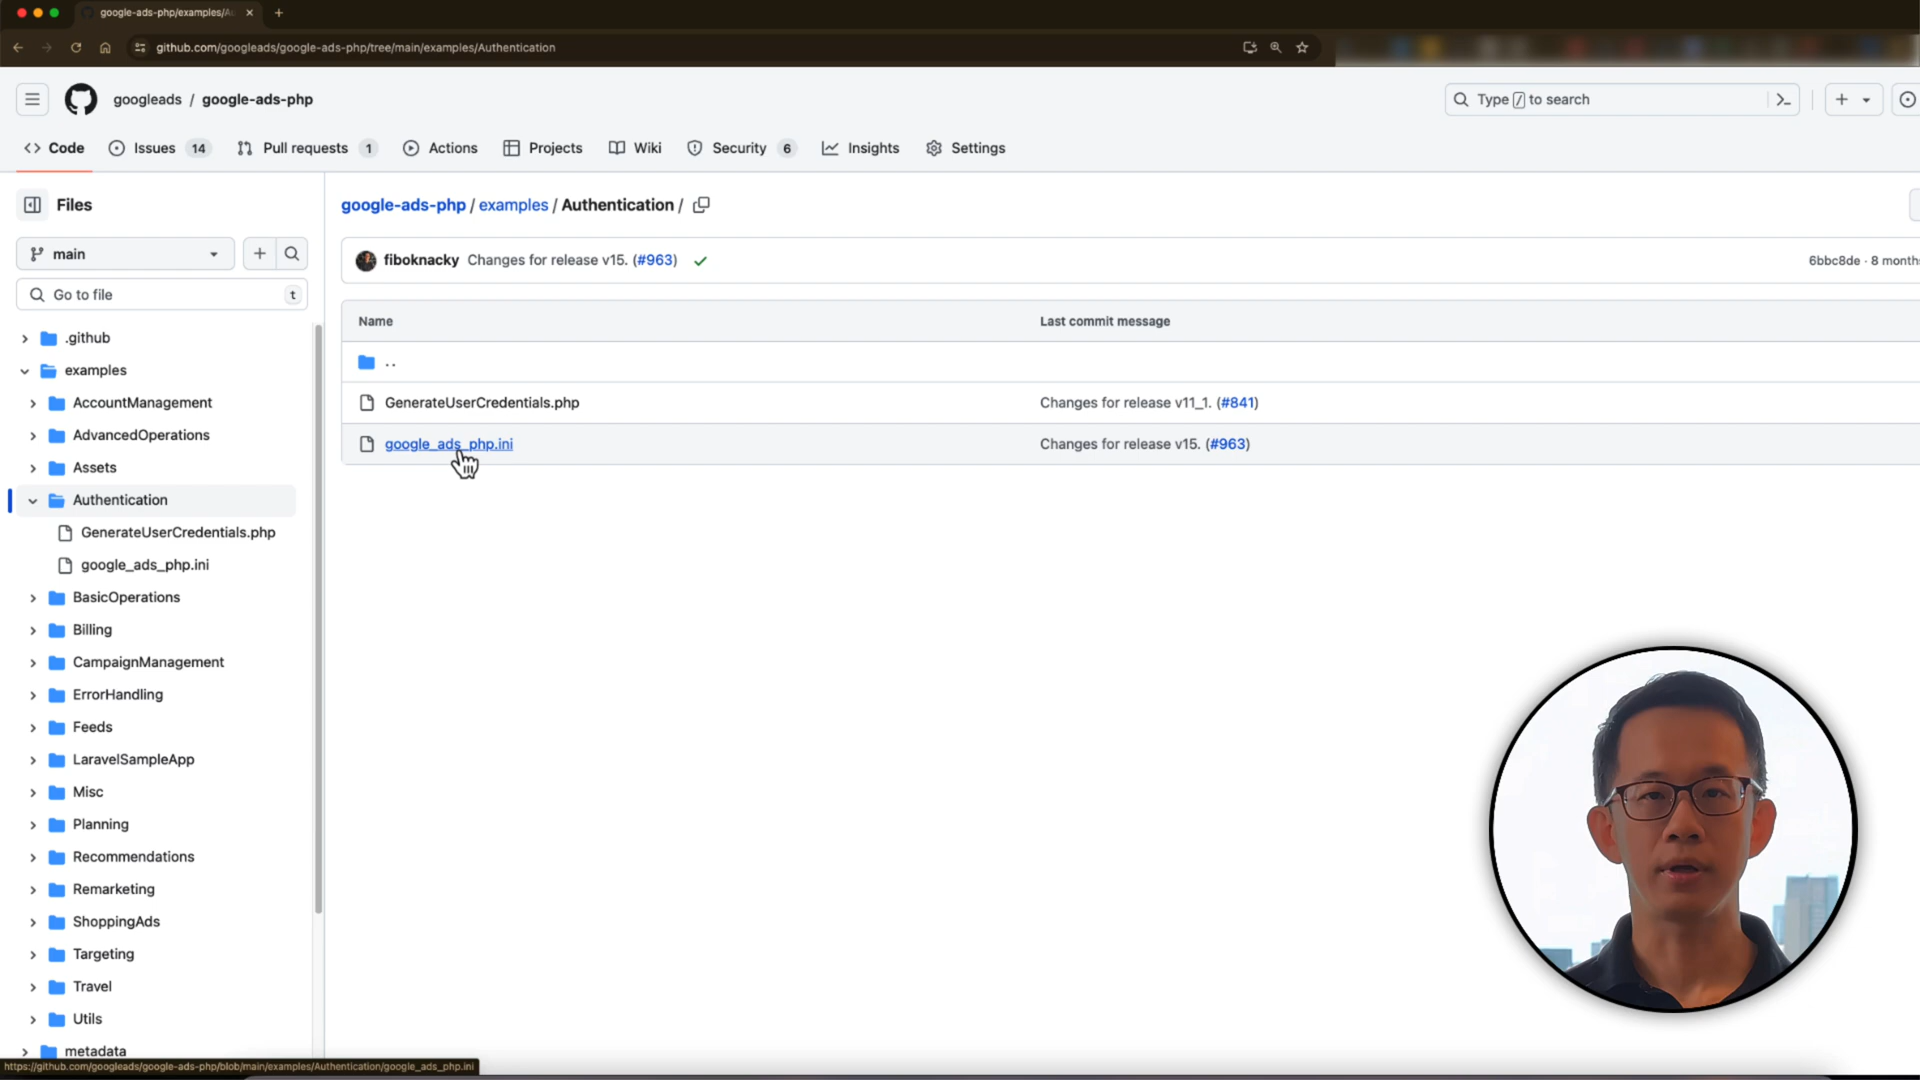 google-ads-php/examples/Au
github.com/googleads/google-ads-php/tree/main/examples/Authentication
googleads / google-ads-php
Type / to search
Code
Issues 14
Pull requests 1
Actions
Projects
Wiki
Security 6
Insights
Settings
Files
main
Go to file
t
.github
examples
AccountManagement
AdvancedOperations
Assets
Authentication
GenerateUserCredentials.php
google_ads_php.ini
BasicOperations
Billing
CampaignManagement
ErrorHandling
Feeds
LaravelSampleApp
Misc
Planning
Recommendations
Remarketing
ShoppingAds
Targeting
Travel
Utils
metadata
google-ads-php / examples / Authentication /
fiboknacky Changes for release v15. (#963)
6bbc8de · 8 months
Name Last commit message
..
GenerateUserCredentials.php Changes for release v11_1. (#841)
google_ads_php.ini Changes for release v15. (#963)
https://github.com/googleads/google-ads-php/blob/main/examples/Authentication/google_ads_php.ini